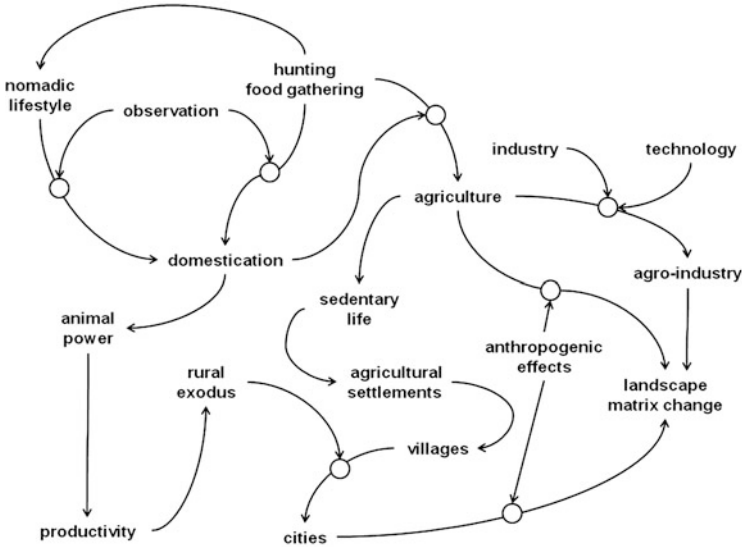 nomadic
lifestyle
hunting
food gathering
observation
industry
technology
agriculture
domestication
agro-industry
sedentary
life
animal
power
anthropogenic
effects
rural
exodus
agricultural
settlements
landscape
matrix change
villages
productivity
cities